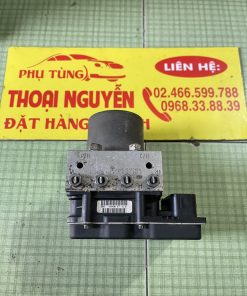 PHỤ TÙNG
THOẠI NGUYỄN
ĐẶT HÀNG
LIÊN HỆ:
02.466.599.788
0968.33.88.39